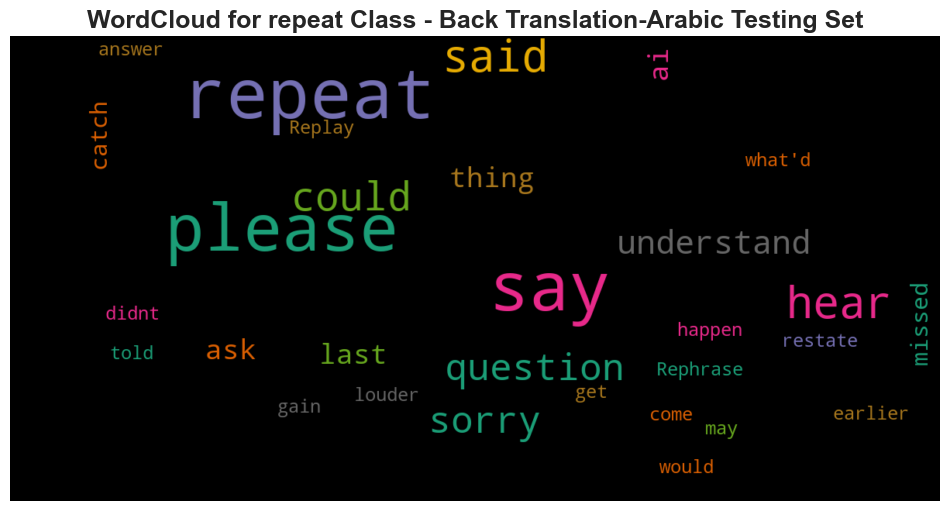 WordCloud for repeat Class - Back Translation-Arabic Testing Set
answer
said
ai
repeat
catch
Replay
what'd
thing
could
please
understand
say
hear
missed
didnt
happen
restate
told
ask
last
question
Rephrase
get
louder
gain
sorry
come
may
earlier
would